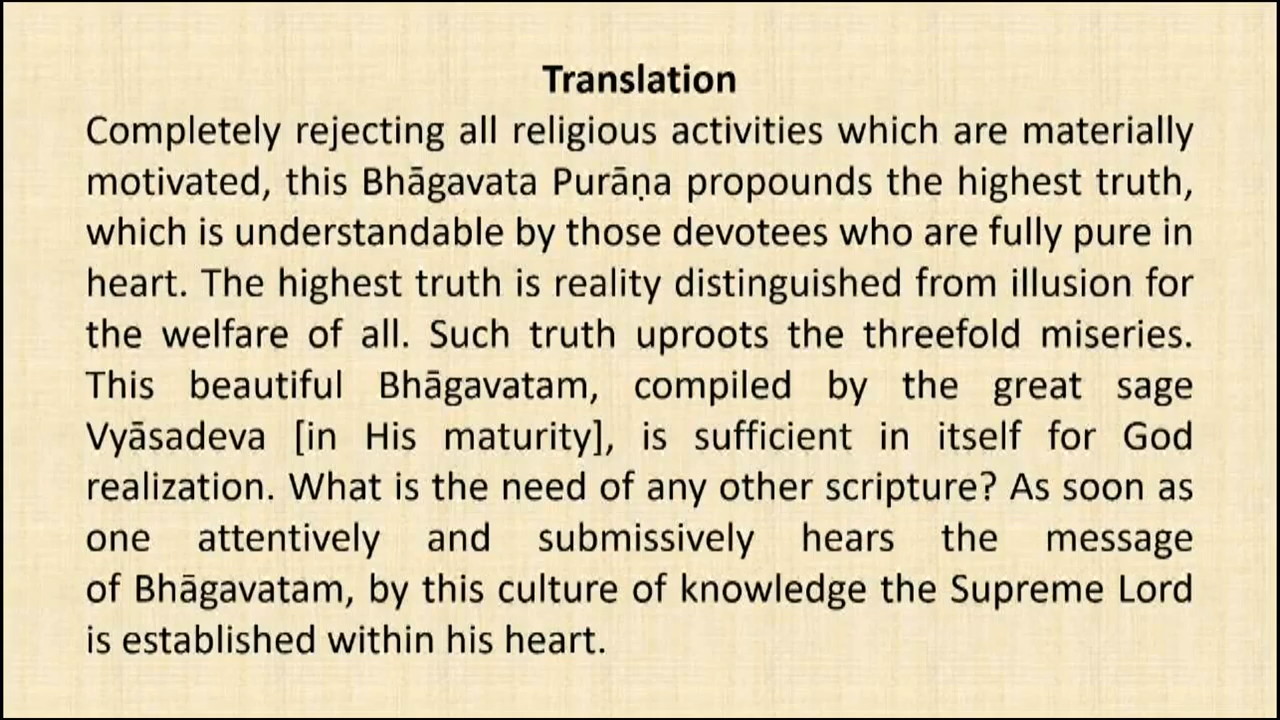 Translation
Completely rejecting all religious activities which are materially
motivated, this Bhāgavata Purāṇa propounds the highest truth,
which is understandable by those devotees who are fully pure in
heart. The highest truth is reality distinguished from illusion for
the welfare of all. Such truth uproots the threefold miseries.
This beautiful Bhāgavatam, compiled by the great sage
Vyāsadeva [in His maturity], is sufficient in itself for God
realization. What is the need of any other scripture? As soon as
one attentively and submissively hears the message
of Bhāgavatam, by this culture of knowledge the Supreme Lord
is established within his heart.